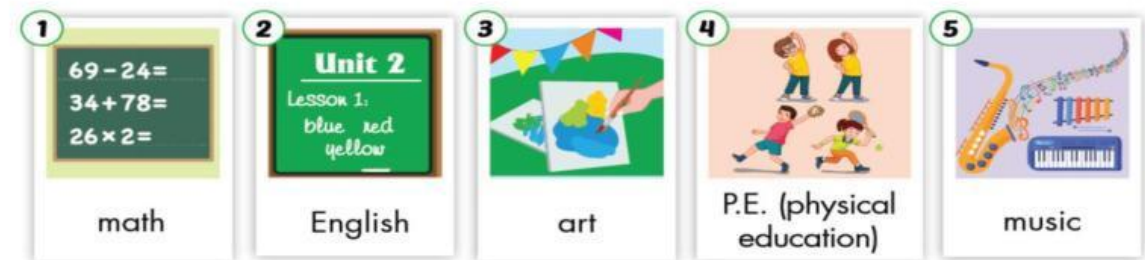 1
69-24=
34+78=
26×2=
math
2
Unit 2
Lesson 1:
blue red
yellow
English
3
art
4
P.E. (physical
education)
5
music